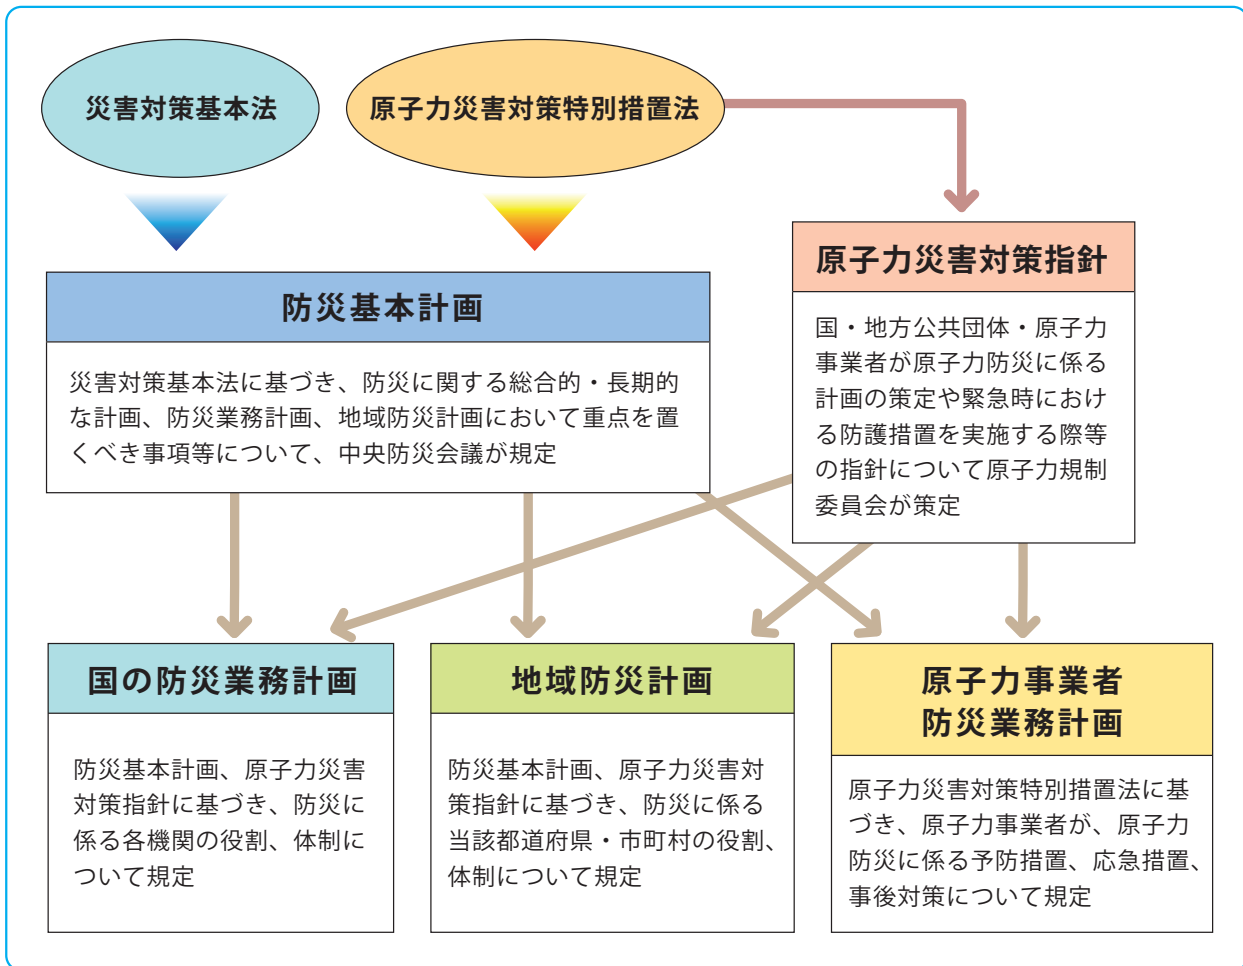 災害対策基本法
原子力災害対策特別措置法
防災基本計画
災害対策基本法に基づき、防災に関する総合的・長期的
な計画、防災業務計画、地域防災計画において重点を置
くべき事項等について、中央防災会議が規定
原子力災害対策指針
国・地方公共団体・原子力
事業者が原子力防災に係る
計画の策定や緊急時におけ
る防護措置を実施する際等
の指針について原子力規制
委員会が策定
国の防災業務計画
防災基本計画、原子力災害
対策指針に基づき、防災に
係る各機関の役割、体制に
ついて規定
地域防災計画
防災基本計画、原子力災害対
策指針に基づき、防災に係る
当該都道府県・市町村の役割、
体制について規定
原子力事業者
防災業務計画
原子力災害対策特別措置法に基
づき、原子力事業者が、原子力
防災に係る予防措置、応急措置、
事後対策について規定